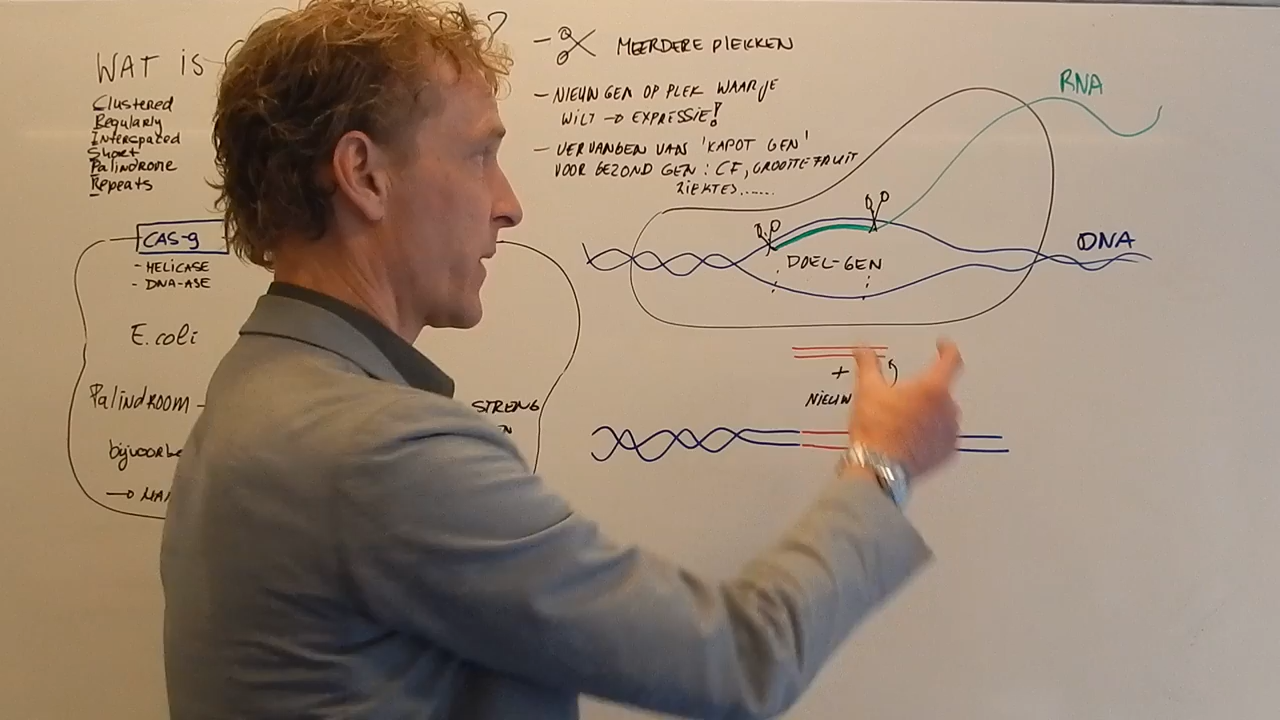 WAT IS ?
Clustered
Regularly
Interspaced
Short
Palindrome
Repeats
CAS-9
- HELICASE
- DNA-ASE
E.coli
Palindroom -
STRENG
→
- MEERDERE PLEKKEN
- NIEUW GEN OP PLEK WAAR JE
WILT → EXPRESSIE!
- VERVANGEN VAN 'KAPOT GEN'
VOOR GEZOND GEN: CF,
ZIEKTES......
RNA
DNA
DOEL-GEN
+
NIEUW